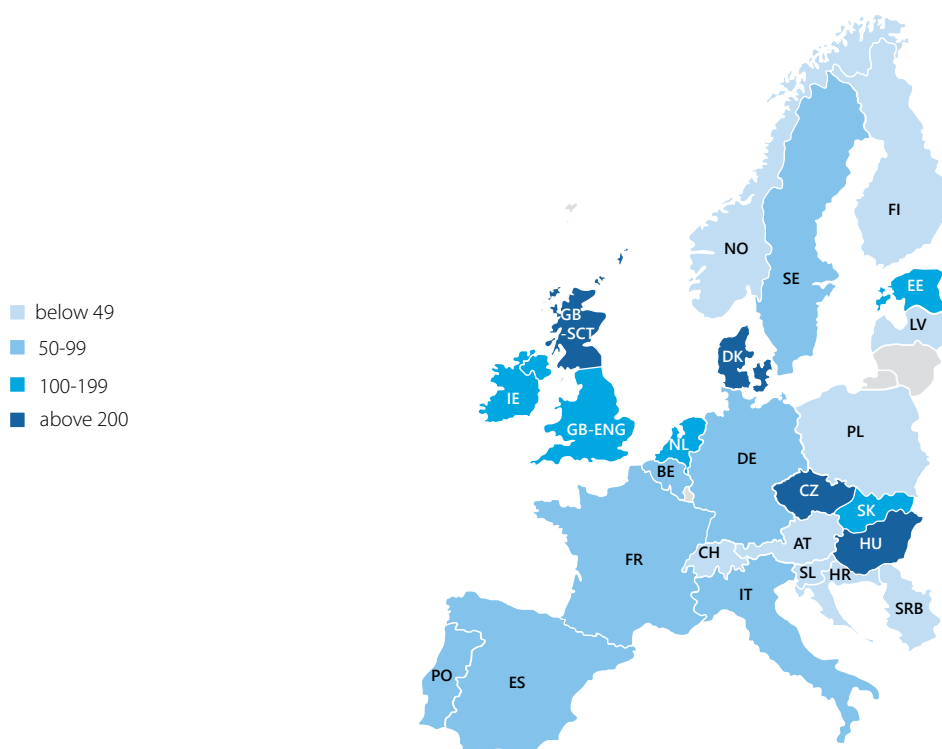 below 49
50-99
100-199
above 200
NO
FI
SE
EE
LV
GB
-SCT
DK
IE
GB-ENG
NL
PL
BE
DE
CZ
SK
AT
HU
CH
FR
SL
HR
IT
SRB
PO
ES